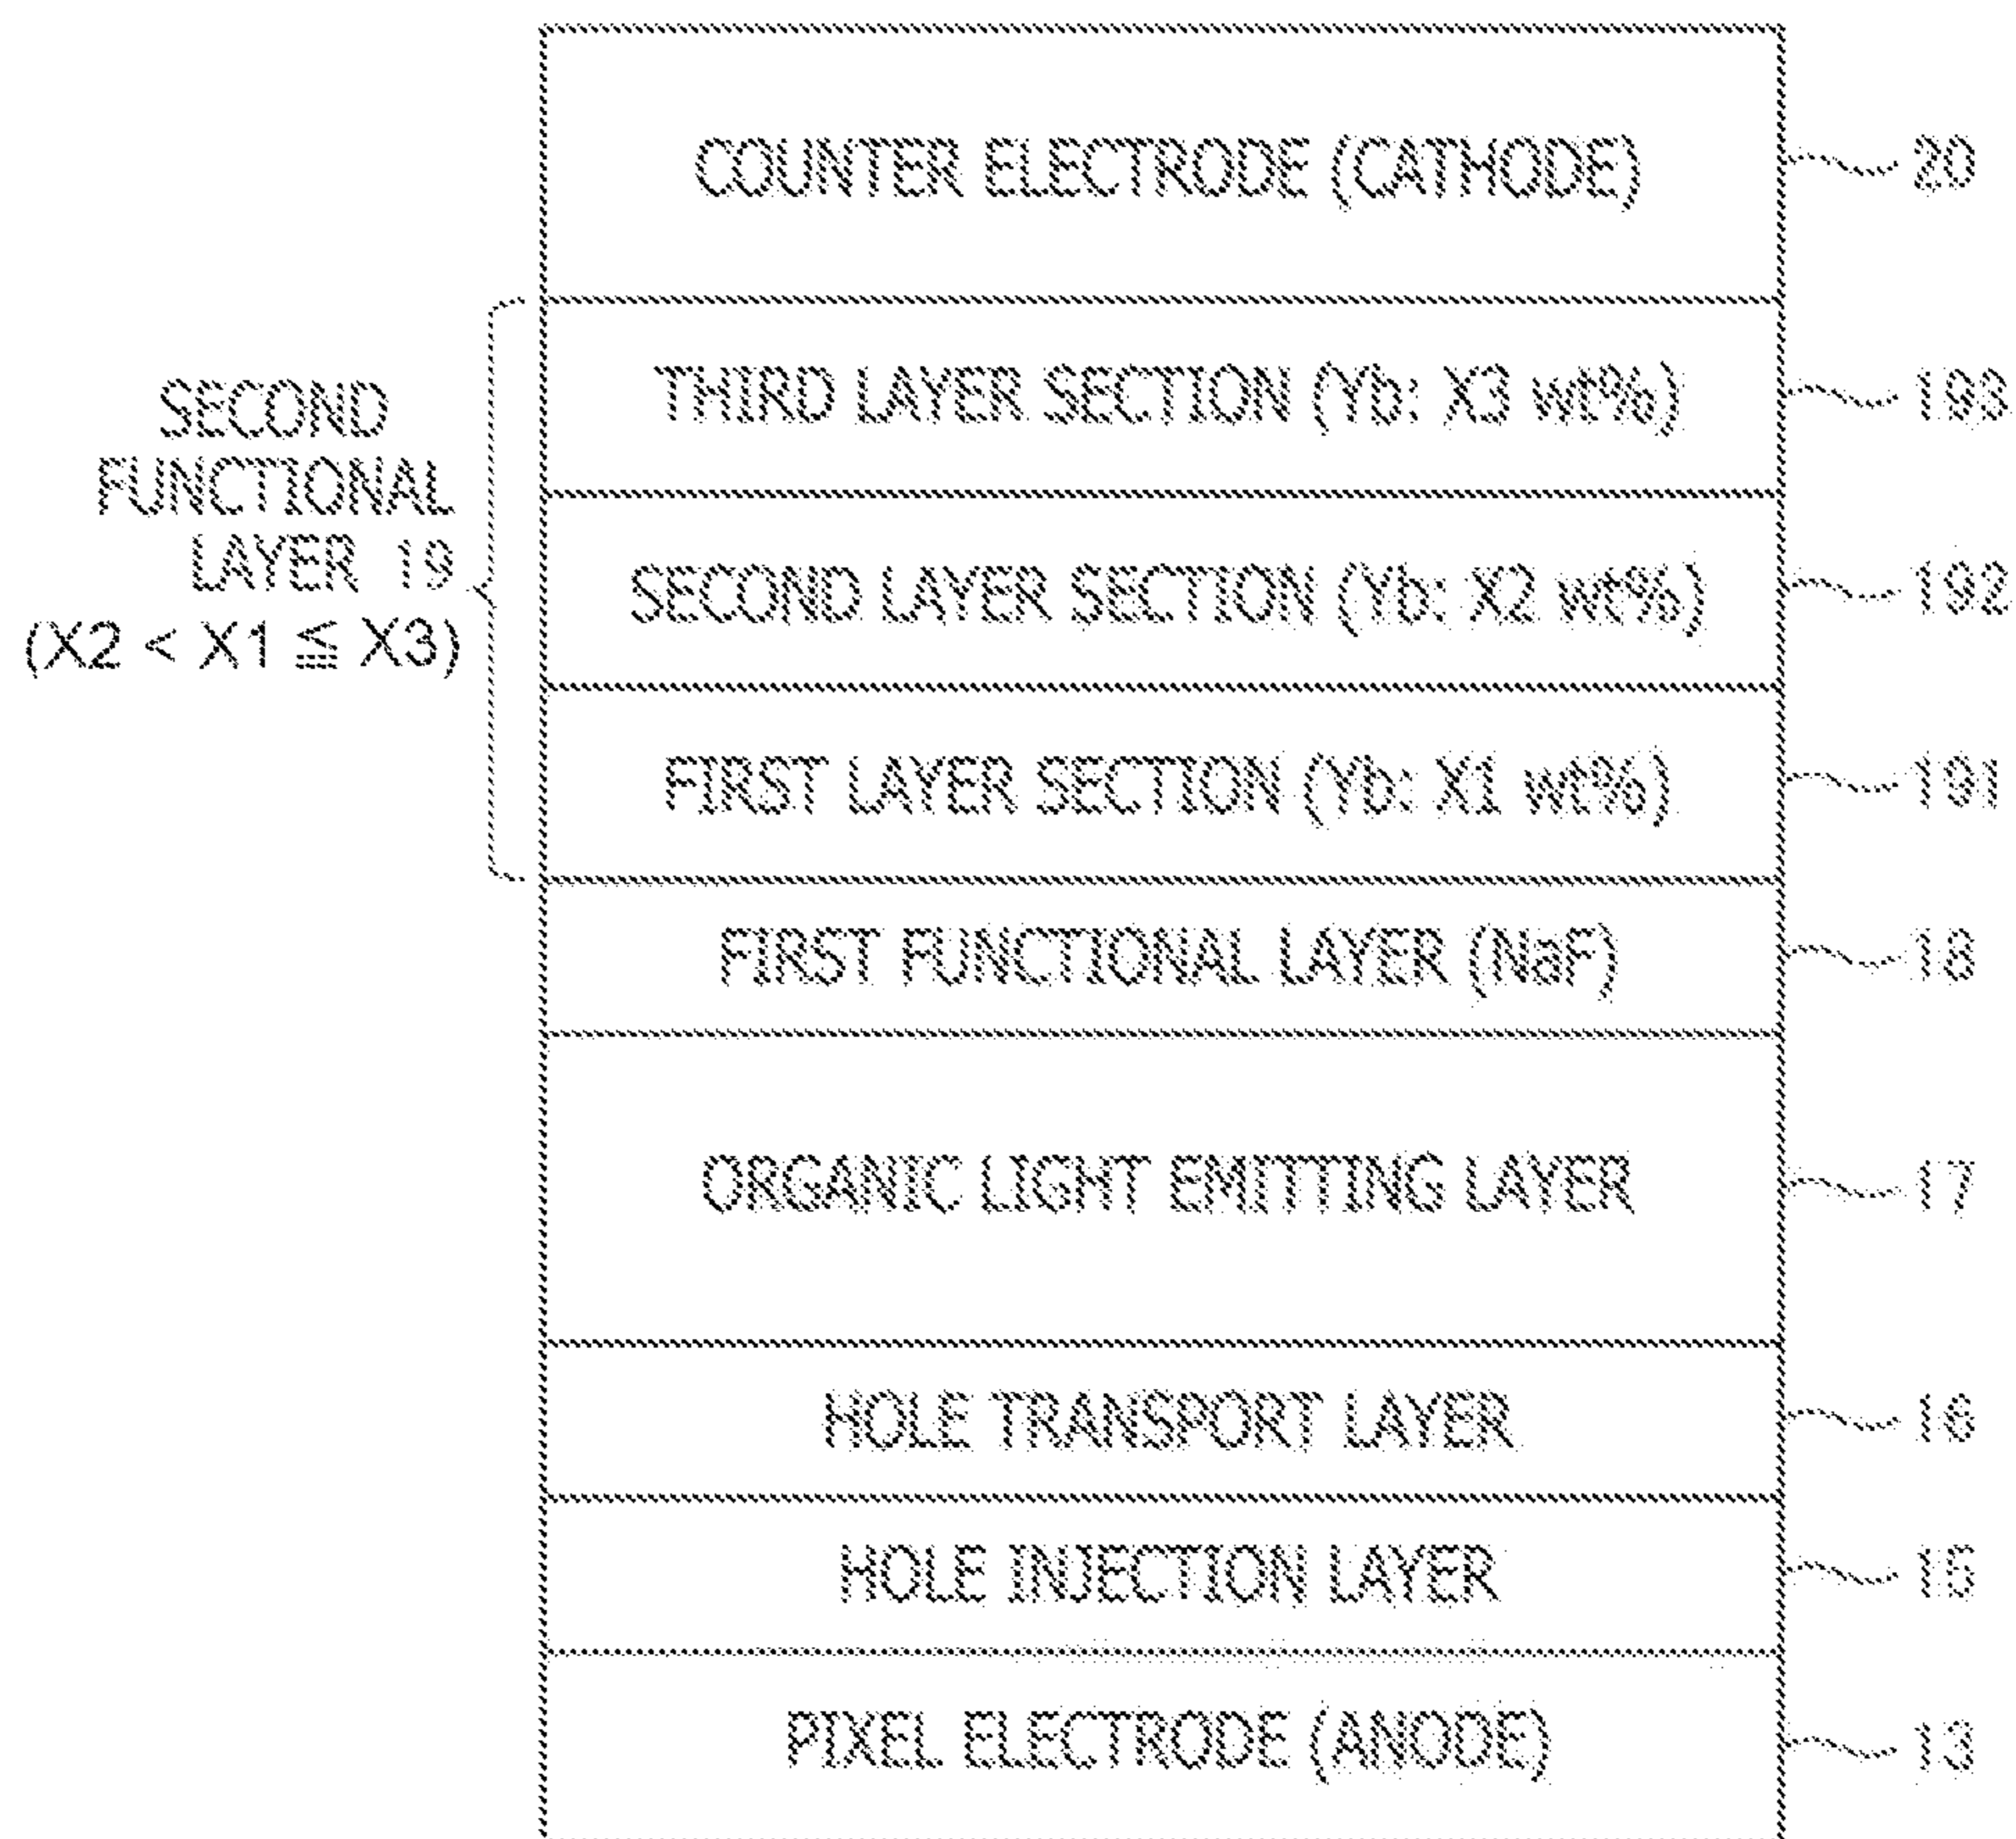 COUNTER ELECTRODE (CATHODE) 20
THIRD LAYER SECTION (Yb: X3 wt%) 193
SECOND
FUNCTIONAL
LAYER 19
(X2 < X1 ≦ X3)
SECOND LAYER SECTION (Yb: X2 wt%) 192
FIRST LAYER SECTION (Yb: X1 wt%) 191
FIRST FUNCTIONAL LAYER (NaF) 18
ORGANIC LIGHT EMITTING LAYER 17
HOLE TRANSPORT LAYER 16
HOLE INJECTION LAYER 15
PIXEL ELECTRODE (ANODE) 13